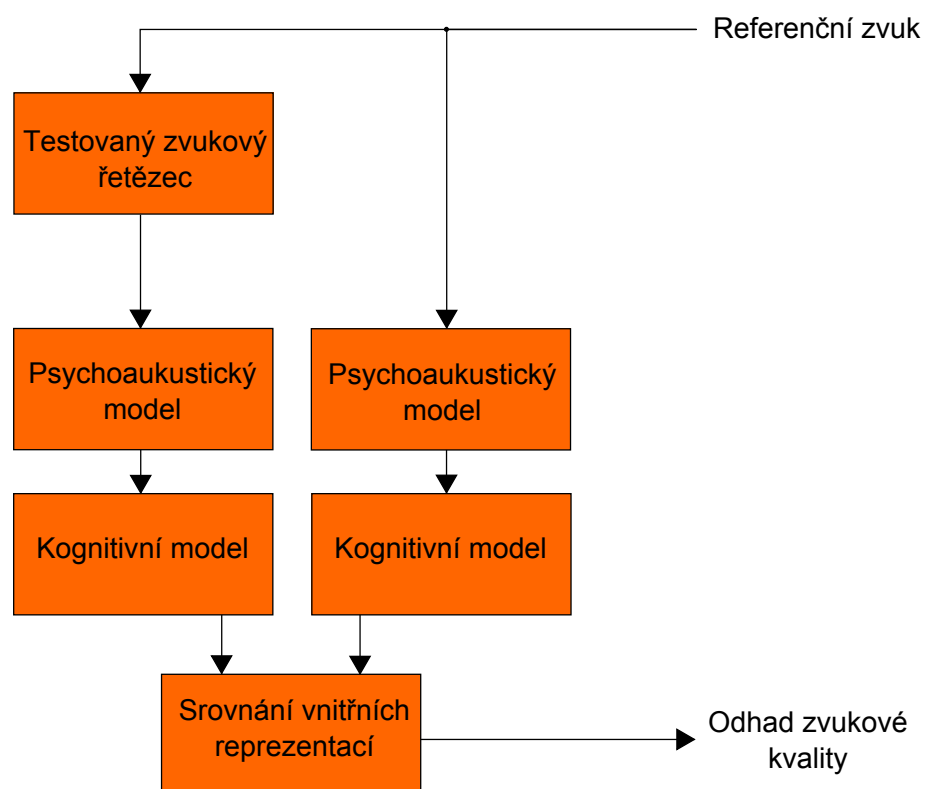 Referenční zvuk
Testovaný zvukový
řetězec
Psychoaukustický
model
Psychoaukustický
model
Kognitivní model
Kognitivní model
Srovnání vnitřních
reprezentací
Odhad zvukové
kvality